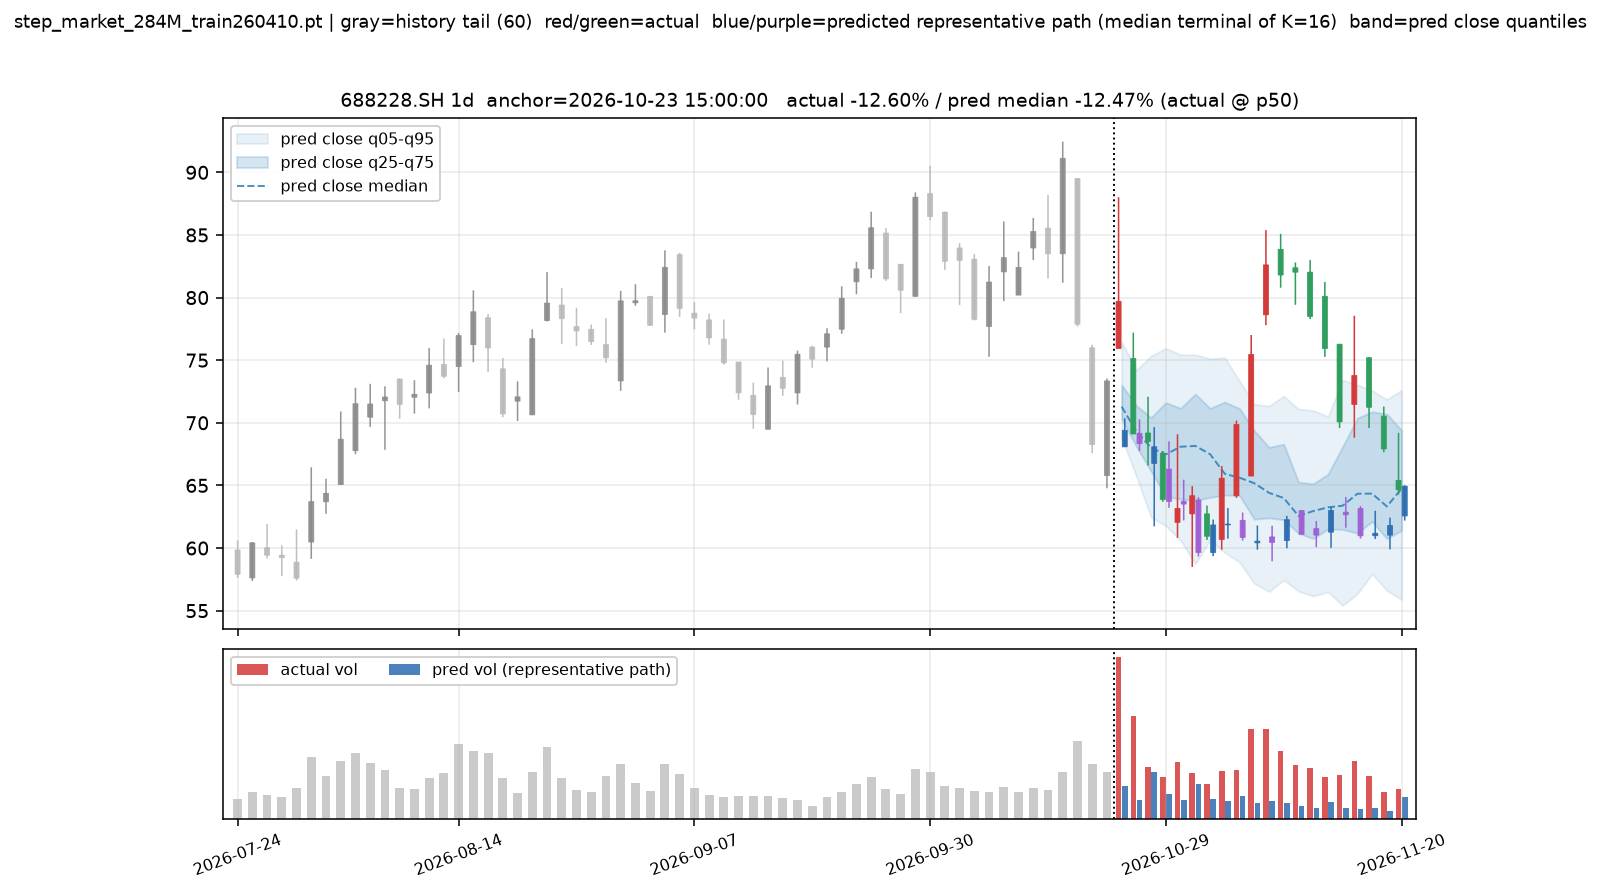 step_market_284M_train260410.pt | gray=history tail (60)  red/green=actual  blue/purple=predicted representative path (median terminal of K=16)  band=pred close quantiles
688228.SH 1d  anchor=2026-10-23 15:00:00   actual -12.60% / pred median -12.47% (actual @ p50)
pred close q05-q95
pred close q25-q75
pred close median
90
85
80
75
70
65
60
55
actual vol
pred vol (representative path)
2026-07-24
2026-08-14
2026-09-07
2026-09-30
2026-10-29
2026-11-20